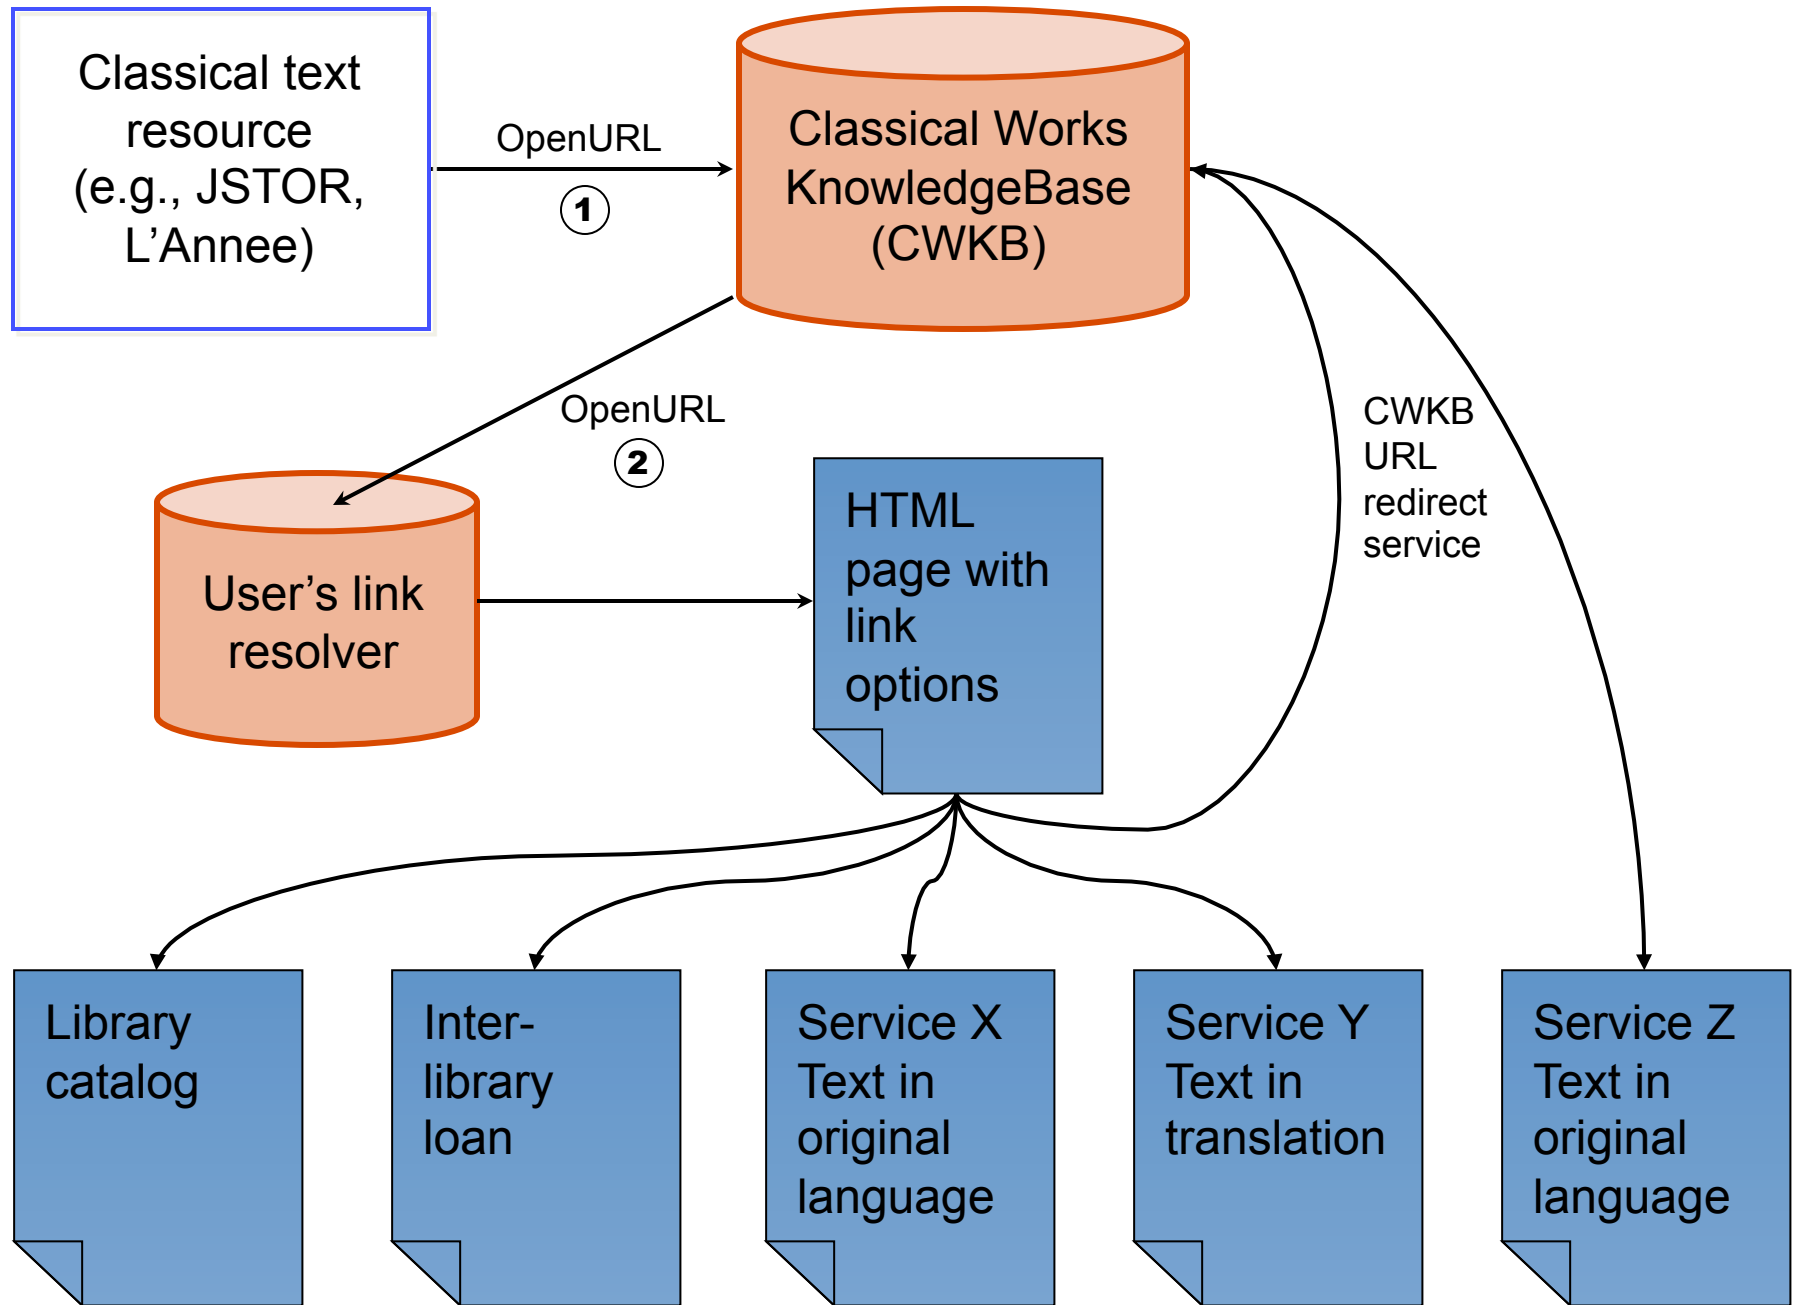 Classical text
resource
(e.g., JSTOR,
L’Annee)
OpenURL
1
Classical Works
KnowledgeBase
(CWKB)
OpenURL
2
CWKB
URL
redirect
service
User’s link
resolver
HTML
page with
link
options
Library
catalog
Inter-
library
loan
Service X
Text in
original
language
Service Y
Text in
translation
Service Z
Text in
original
language